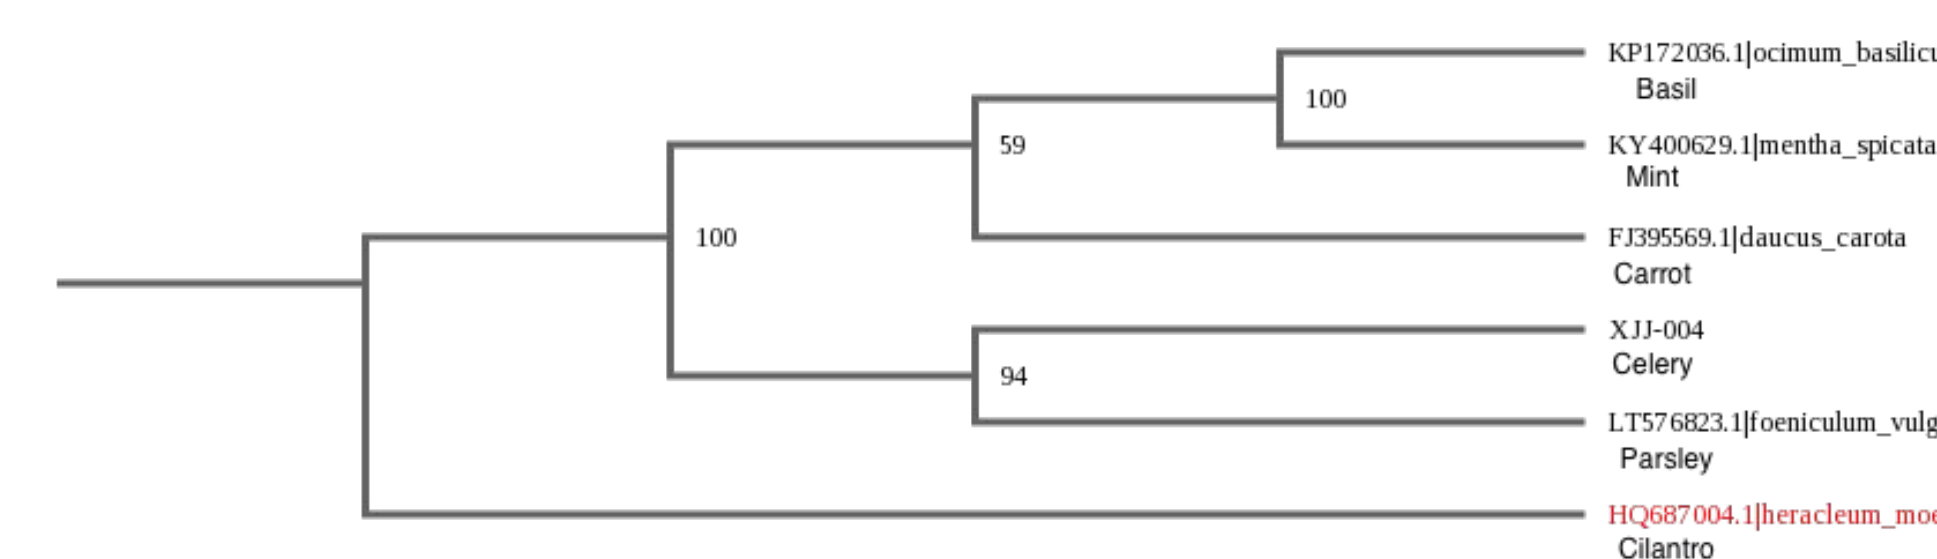 KP172036.1|ocimum_basilicu
Basil
100
59
KY400629.1|mentha_spicata
Mint
100
FJ395569.1|daucus_carota
Carrot
XJJ-004
Celery
94
LT576823.1|foeniculum_vulg
Parsley
HQ687004.1|heracleum_moe
Cilantro